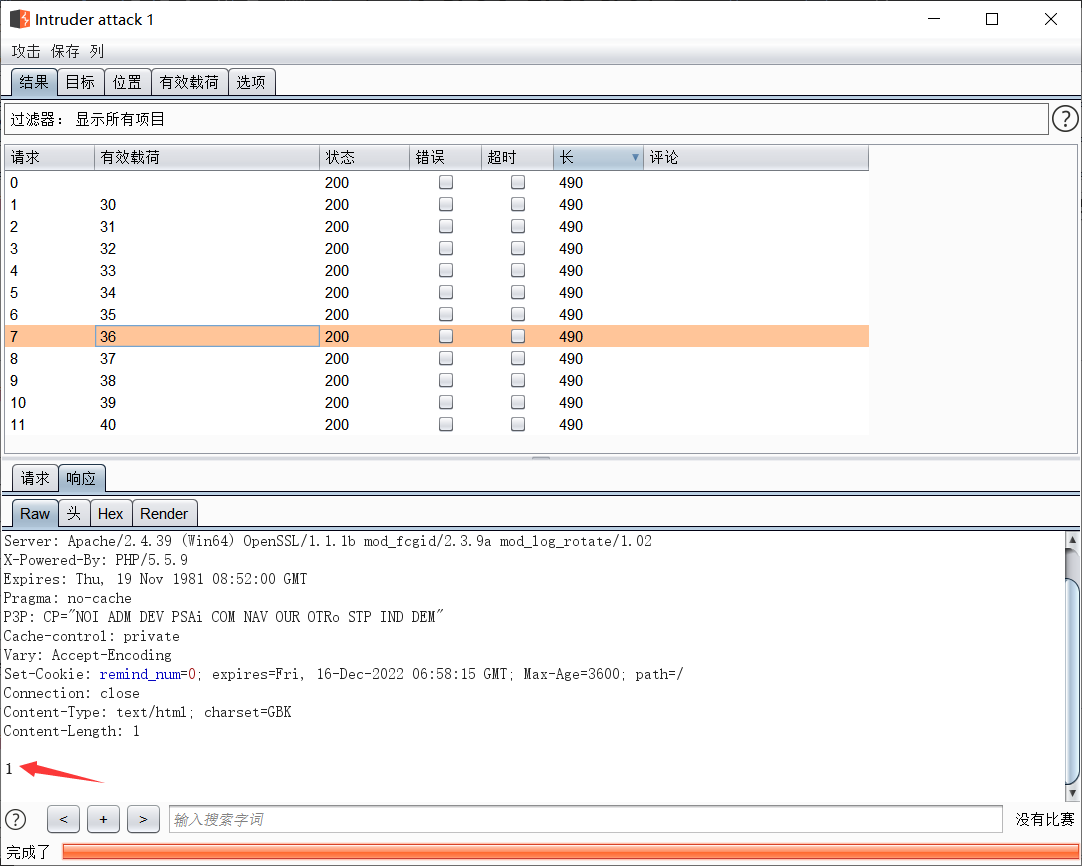 Intruder attack 1
攻击 保存 列
结果 目标 位置 有效载荷 选项
过滤器： 显示所有项目 ?
请求 有效载荷 状态 错误 超时 长 评论
0 200 490
1 30 200 490
2 31 200 490
3 32 200 490
4 33 200 490
5 34 200 490
6 35 200 490
7 36 200 490
8 37 200 490
9 38 200 490
10 39 200 490
11 40 200 490
请求 响应
Raw 头 Hex Render
Server: Apache/2.4.39 (Win64) OpenSSL/1.1.1b mod_fcgid/2.3.9a mod_log_rotate/1.02
X-Powered-By: PHP/5.5.9
Expires: Thu, 19 Nov 1981 08:52:00 GMT
Pragma: no-cache
P3P: CP="NOI ADM DEV PSAi COM NAV OUR OTRo STP IND DEM"
Cache-control: private
Vary: Accept-Encoding
Set-Cookie: remind_num=0; expires=Fri, 16-Dec-2022 06:58:15 GMT; Max-Age=3600; path=/
Connection: close
Content-Type: text/html; charset=GBK
Content-Length: 1
1
? < + > 输入搜索字词 没有比赛
完成了